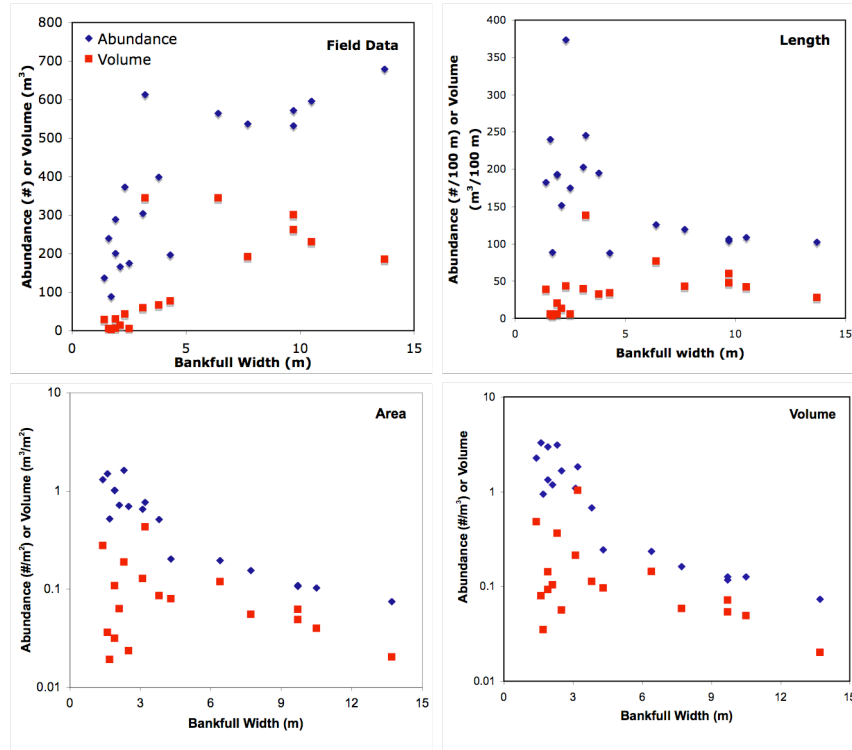 Field Data
Abundance
Volume
Abundance (#) or Volume (m³)
800
700
600
500
400
300
200
100
0
0 5 10 15
Bankfull Width (m)
Length
Abundance (#/100 m) or Volume
(m³/100 m)
400
350
300
250
200
150
100
50
0
0 5 10 15
Bankfull width (m)
Area
Abundance (#/m²) or Volume (m³/m²)
10
1
0.1
0.01
0 3 6 9 12 15
Bankfull Width (m)
Volume
Abundance (#/m³) or Volume
10
1
0.1
0.01
0 3 6 9 12 15
Bankfull Width (m)